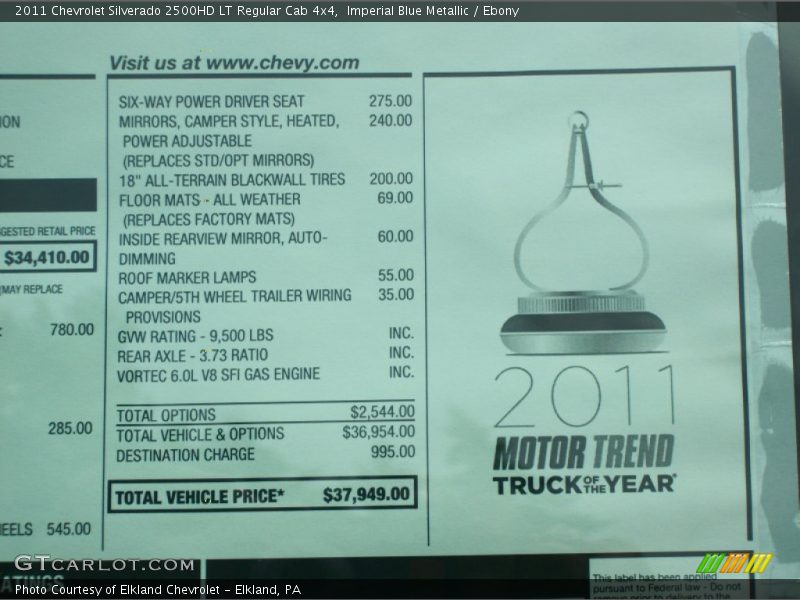 2011 Chevrolet Silverado 2500HD LT Regular Cab 4x4, Imperial Blue Metallic / Ebony
Visit us at www.chevy.com
ION
CE
GESTED RETAIL PRICE
$34,410.00
MAY REPLACE
780.00
285.00
EELS 545.00
SIX-WAY POWER DRIVER SEAT 275.00
MIRRORS, CAMPER STYLE, HEATED, 240.00
POWER ADJUSTABLE
(REPLACES STD/OPT MIRRORS)
18" ALL-TERRAIN BLACKWALL TIRES 200.00
FLOOR MATS - ALL WEATHER 69.00
(REPLACES FACTORY MATS)
INSIDE REARVIEW MIRROR, AUTO- 60.00
DIMMING
ROOF MARKER LAMPS 55.00
CAMPER/5TH WHEEL TRAILER WIRING 35.00
PROVISIONS
GVW RATING - 9,500 LBS INC.
REAR AXLE - 3.73 RATIO INC.
VORTEC 6.0L V8 SFI GAS ENGINE INC.
TOTAL OPTIONS $2,544.00
TOTAL VEHICLE & OPTIONS $36,954.00
DESTINATION CHARGE 995.00
TOTAL VEHICLE PRICE* $37,949.00
2011
MOTOR TREND
TRUCK OF THE YEAR*
GTCARLOT.COM
ATINGS
This label has been applied
pursuant to Federal law - Do not
remove prior to delivery to the
Photo Courtesy of Elkland Chevrolet - Elkland, PA